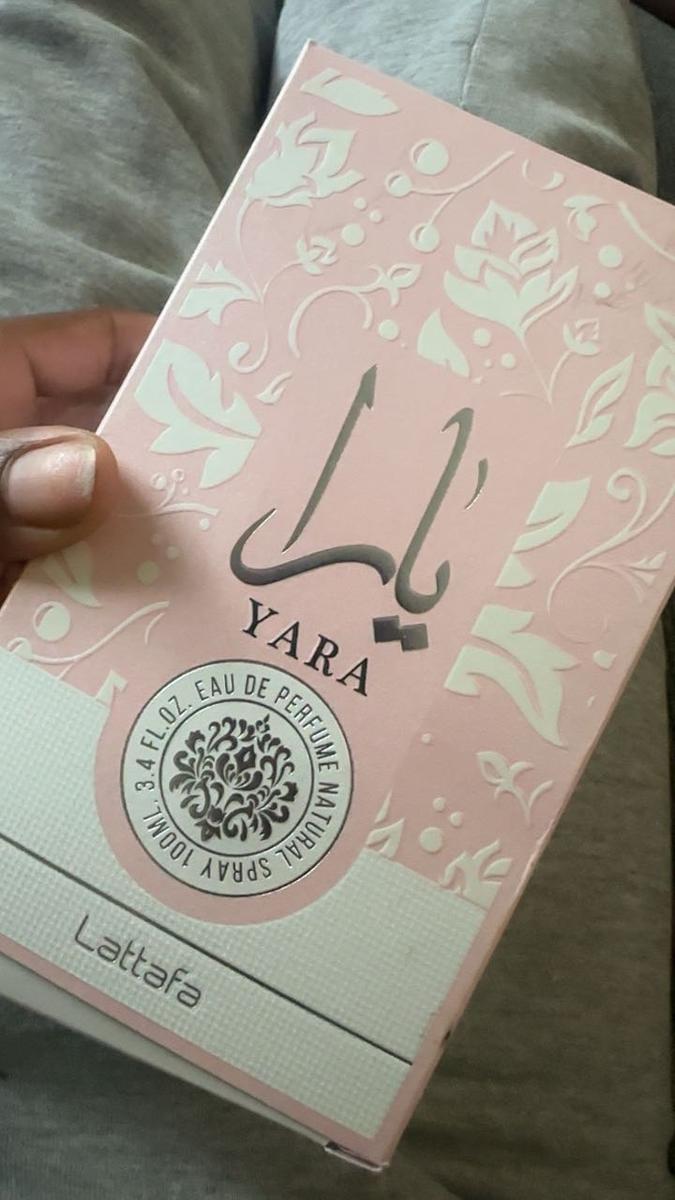 يارا
YARA
3.4 FL.OZ. EAU DE PERFUME NATURAL SPRAY 100ML.
Lattafa